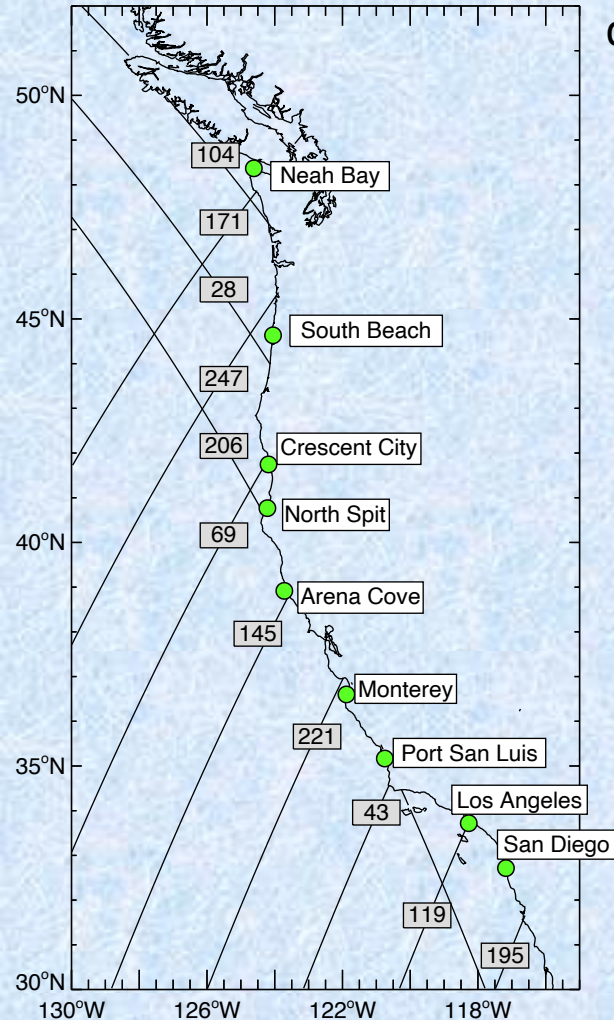 50°N
104
Neah Bay
171
28
45°N
South Beach
247
206
Crescent City
North Spit
69
40°N
Arena Cove
145
Monterey
221
Port San Luis
35°N
Los Angeles
43
San Diego
119
195
30°N
130°W
126°W
122°W
118°W